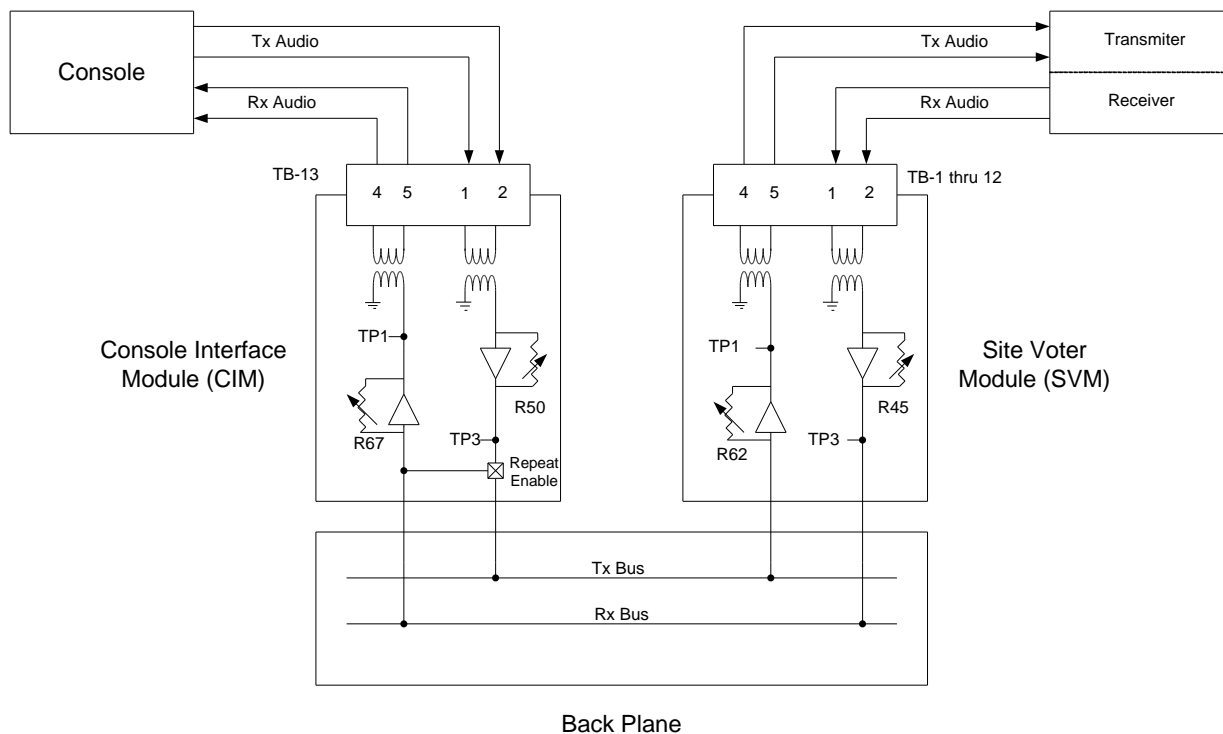 Console
Tx Audio
Rx Audio
Tx Audio
Rx Audio
Transmiter
Receiver
TB-13
4 5 1 2
TB-1 thru 12
4 5 1 2
Console Interface
Module (CIM)
TP1
R67
R50
TP3
Repeat
Enable
TP1
R62
R45
TP3
Site Voter
Module (SVM)
Tx Bus
Rx Bus
Back Plane